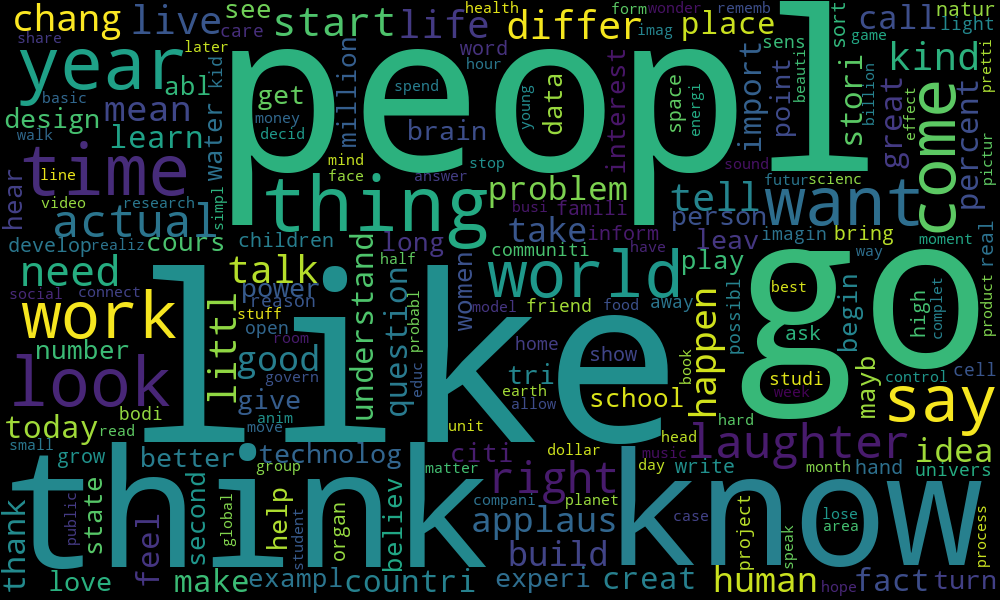 chang
live
see
care
start
life
health
word
hour
differ
form
wonder
imag
place
rememb
sort
call
natur
light
game
share
later
kid
year
abl
get
money
decid
million
spend
peopl
young
data
interest
space
energi
import
point
sens
beauti
stori
billion
kind
great
effect
pretti
basic
design
walk
mean
learn
water
brain
answer
stop
mind
face
come
percent
pictur
time
line
video
research
simpl
thing
problem
busi
famili
sound
futur
scienc
tell
want
person
hear
actual
develop
realiz
cours
children
long
half
take
inform
have
communiti
leav
imagin
bring
way
moment
real
need
social
connect
talk
power
reason
stuff
understand
question
probabl
women
model
world
friend
food
away
play
possibl
best
go
begin
high
complet
product
work
number
littl
open
room
good
govern
like
home
show
happen
ask
look
give
anim
move
educ
tri
earth
allow
school
book
studi
week
mayb
control
cell
say
today
read
bodi
unit
hard
small
grow
better
technolog
group
matter
citi
dollar
music
head
laughter
day
write
month
hand
idea
univers
think
right
know
thank
public
state
second
global
help
student
organ
believ
compani
planet
applaus
case
project
speak
lose
area
process
feel
build
love
make
exampl
countri
experi
creat
human
hope
fact
turn